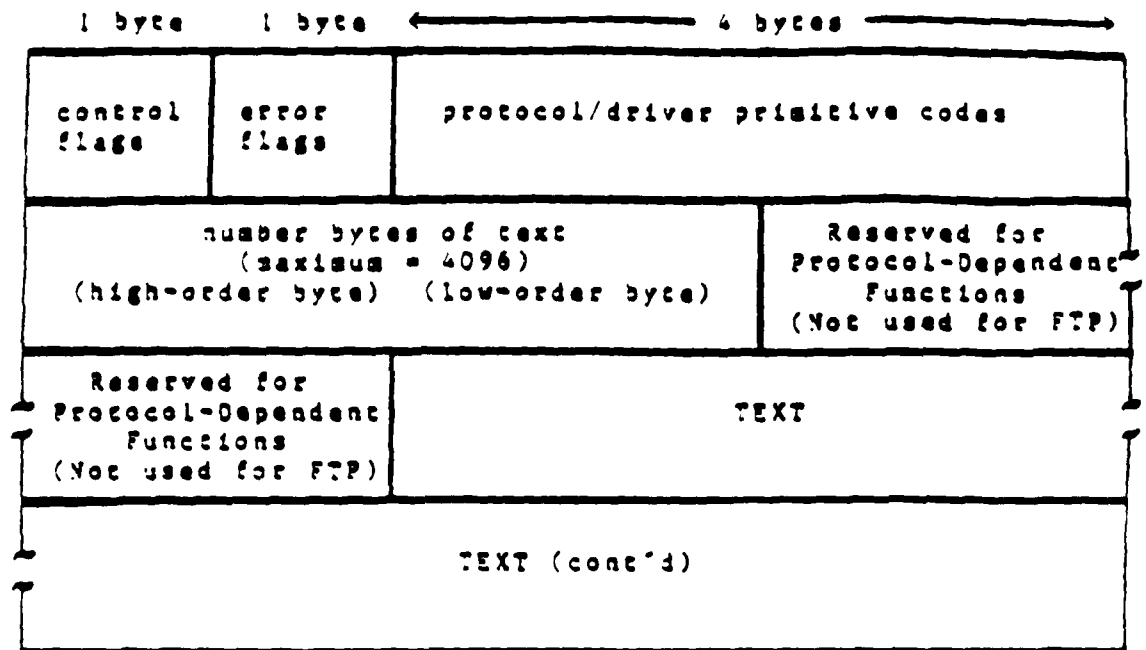 1 byte 1 byte 4 bytes
control flags
error flags
protocol/driver primitive codes
number bytes of text
(maximum = 4096)
(high-order byte) (low-order byte)
Reserved for
Protocol-Dependent
Functions
(Not used for FTP)
Reserved for
Protocol-Dependent
Functions
(Not used for FTP)
TEXT
TEXT (cont'd)